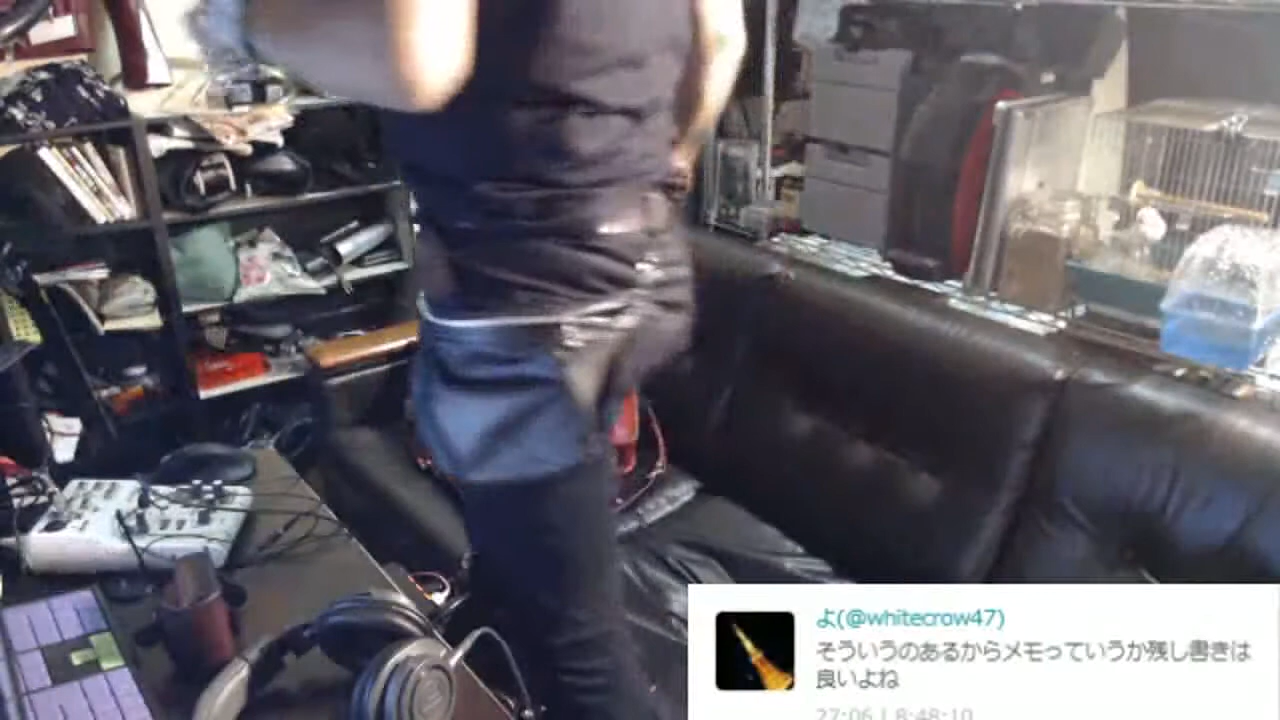 よ(@whitecrow47)
そういうのあるからメモっていうか残し書きは
良いよね
27:06 | 8:48:10